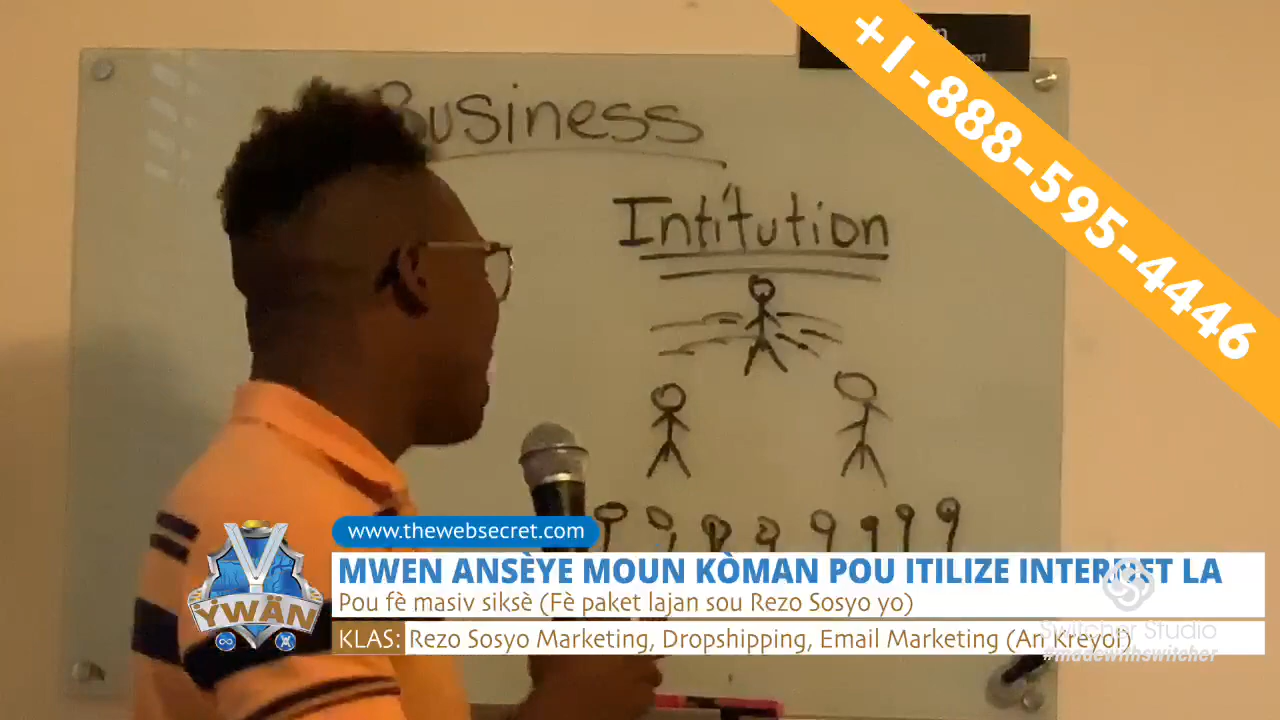 Business
Intitution
+1-888-595-4446
www.thewebsecret.com
MWEN ANSÈYE MOUN KÒMAN POU ITILIZE INTERNET LA
Pou fè masiv siksè (Fè paket lajan sou Rezo Sosyo yo)
KLAS: Rezo Sosyo Marketing, Dropshipping, Email Marketing (An Kreyol)
ŸWÄN
Switcher Studio
#madewithswitcher